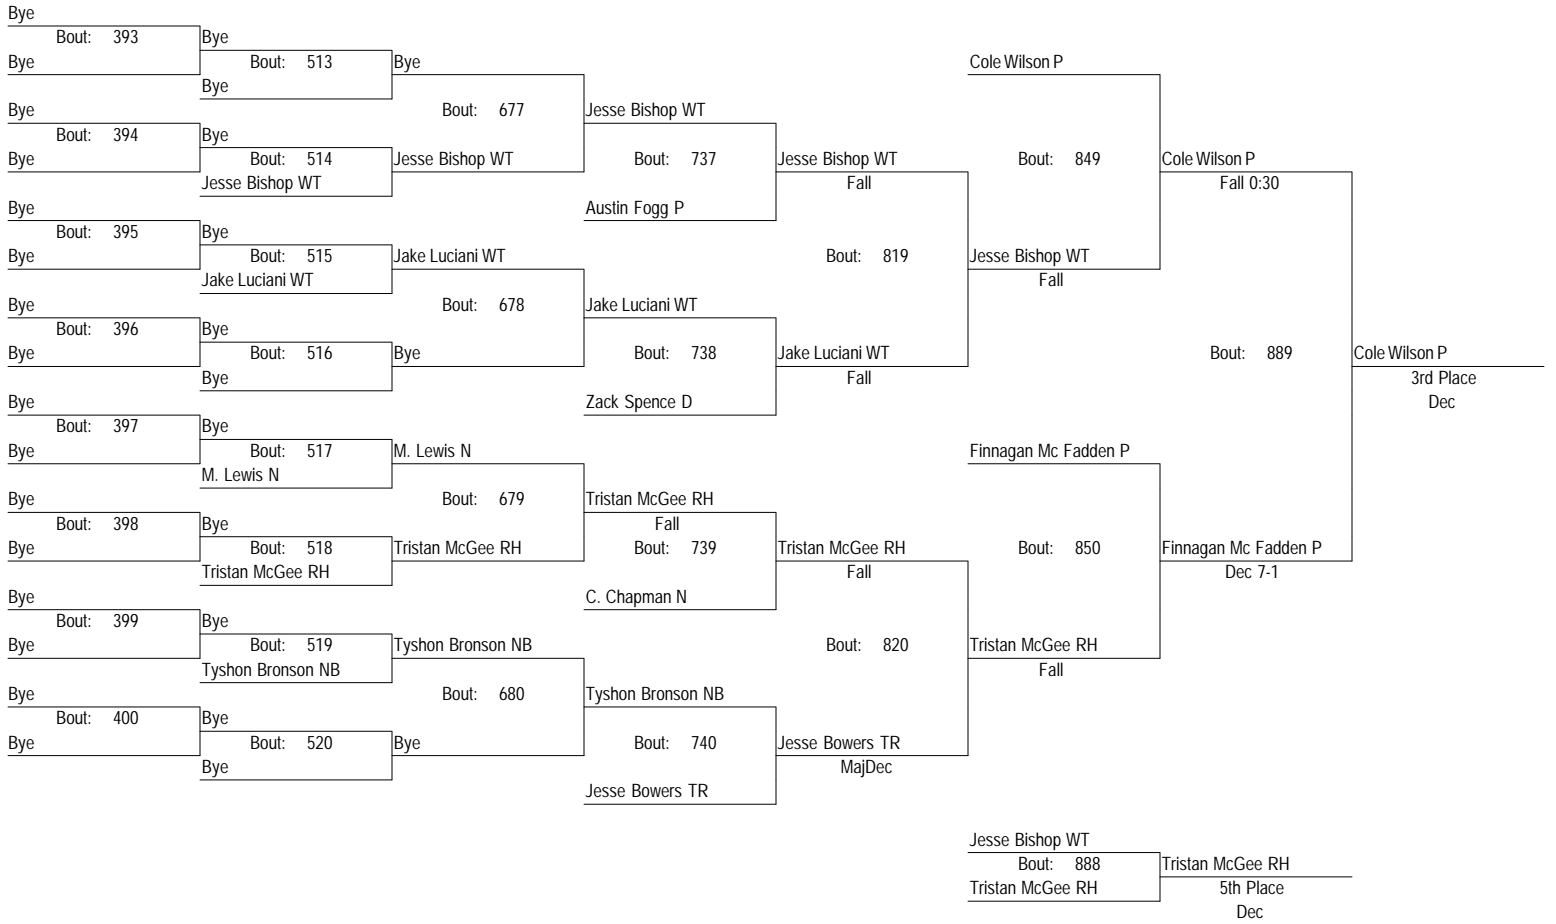 Bye
Bout: 393 Bye
Bye Bout: 513 Bye Cole Wilson P
Bye
Bye Bout: 677 Jesse Bishop WT
Bout: 394 Bye
Bye Bout: 514 Jesse Bishop WT Bout: 737 Jesse Bishop WT Bout: 849 Cole Wilson P
Jesse Bishop WT Fall Fall 0:30
Bye Austin Fogg P
Bout: 395 Bye
Bye Bout: 515 Jake Luciani WT Bout: 819 Jesse Bishop WT
Jake Luciani WT Fall
Bye Bout: 678 Jake Luciani WT
Bout: 396 Bye
Bye Bout: 516 Bye Bout: 738 Jake Luciani WT Bout: 889 Cole Wilson P
Bye Fall 3rd Place
Bye Zack Spence D Dec
Bout: 397 Bye
Bye Bout: 517 M. Lewis N Finnagan Mc Fadden P
M. Lewis N
Bye Bout: 679 Tristan McGee RH
Bout: 398 Bye Fall
Bye Bout: 518 Tristan McGee RH Bout: 739 Tristan McGee RH Bout: 850 Finnagan Mc Fadden P
Tristan McGee RH Fall Dec 7-1
Bye C. Chapman N
Bout: 399 Bye
Bye Bout: 519 Tyshon Bronson NB Bout: 820 Tristan McGee RH
Tyshon Bronson NB Fall
Bye Bout: 680 Tyshon Bronson NB
Bout: 400 Bye
Bye Bout: 520 Bye Bout: 740 Jesse Bowers TR
Bye MajDec
Jesse Bowers TR
Jesse Bishop WT
Bout: 888 Tristan McGee RH
Tristan McGee RH 5th Place
Dec